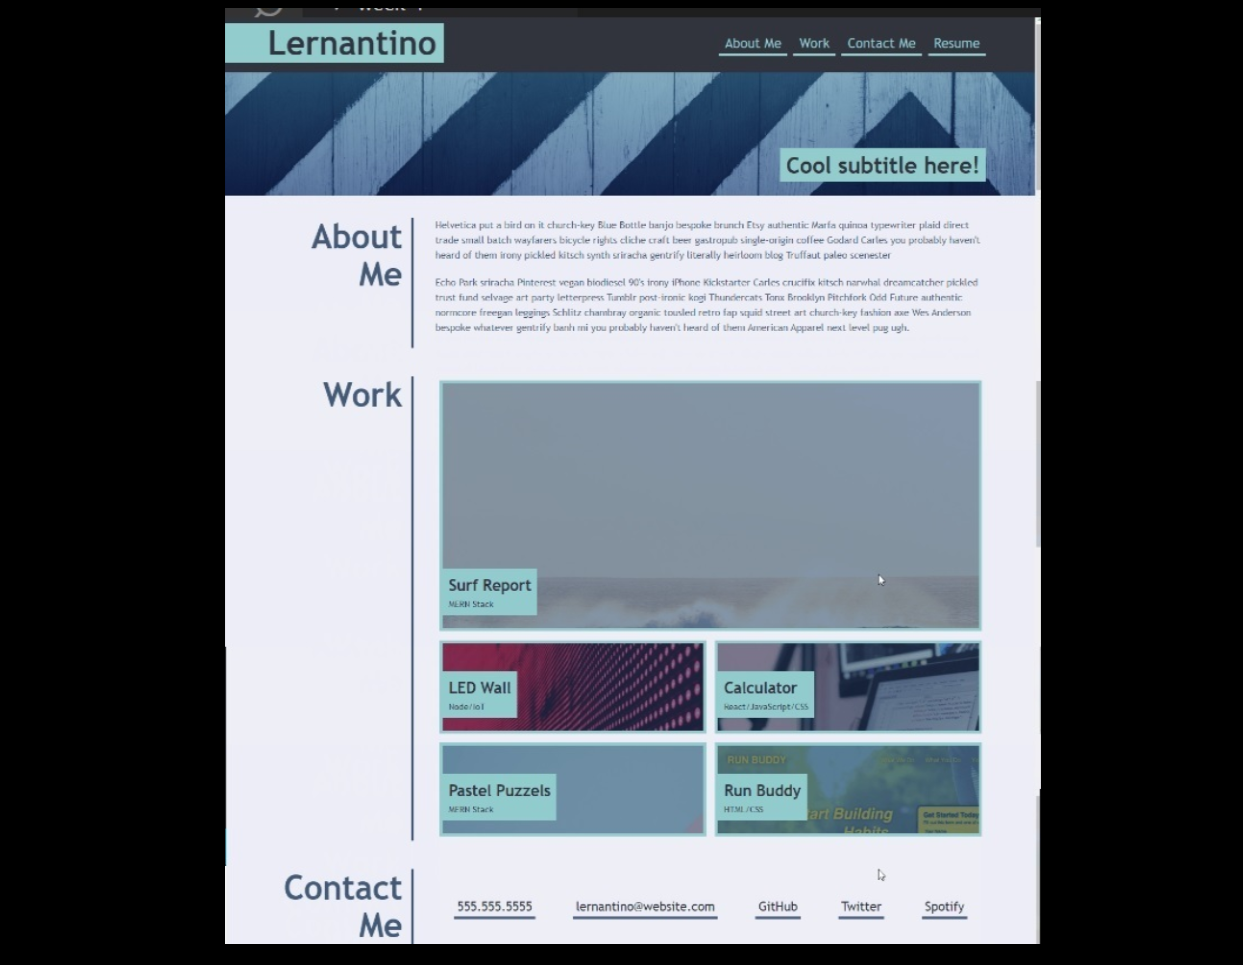 Lernantino
About Me Work Contact Me Resume
Cool subtitle here!
About
Me
Helvetica put a bird on it church-key Blue Bottle banjo bespoke brunch Etsy authentic Marfa quinoa typewriter plaid direct
trade small batch wayfarers bicycle rights cliche craft beer gastropub single-origin coffee Godard Carles you probably haven't
heard of them irony pickled kitsch synth sriracha gentrify literally heirloom blog Truffaut paleo scenester
Echo Park sriracha Pinterest vegan biodiesel 90's irony iPhone Kickstarter Carles crucifix kitsch narwhal dreamcatcher pickled
trust fund selvage art party letterpress Tumblr post-ironic kogi Thundercats Tonx Brooklyn Pitchfork Odd Future authentic
normcore freegan leggings Schlitz chambray organic tousled retro fap squid street art church-key fashion axe Wes Anderson
bespoke whatever gentrify banh mi you probably haven't heard of them American Apparel next level pug ugh.
Work
Surf Report
MERN Stack
LED Wall
Node/IoT
Calculator
React/JavaScript/CSS
Pastel Puzzels
MERN Stack
RUN BUDDY
Run Buddy
HTML/CSS
Building
Habits
Get Started Today
Contact
Me
555.555.5555 lernantino@website.com GitHub Twitter Spotify